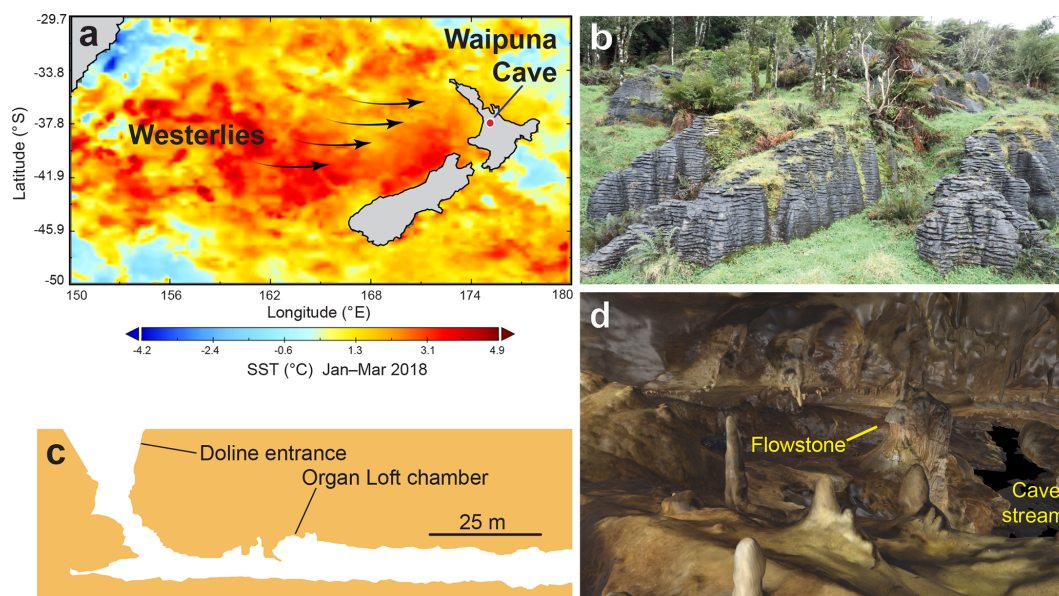 a
Waipuna
Cave
Westerlies
Latitude (°S)
-29.7
-33.8
-37.8
-41.9
-45.9
-50
150
156
162
168
174
180
Longitude (°E)
-4.2
-2.4
-0.6
1.3
3.1
4.9
SST (°C) Jan–Mar 2018
b
c
Doline entrance
Organ Loft chamber
25 m
d
Flowstone
Cave
stream